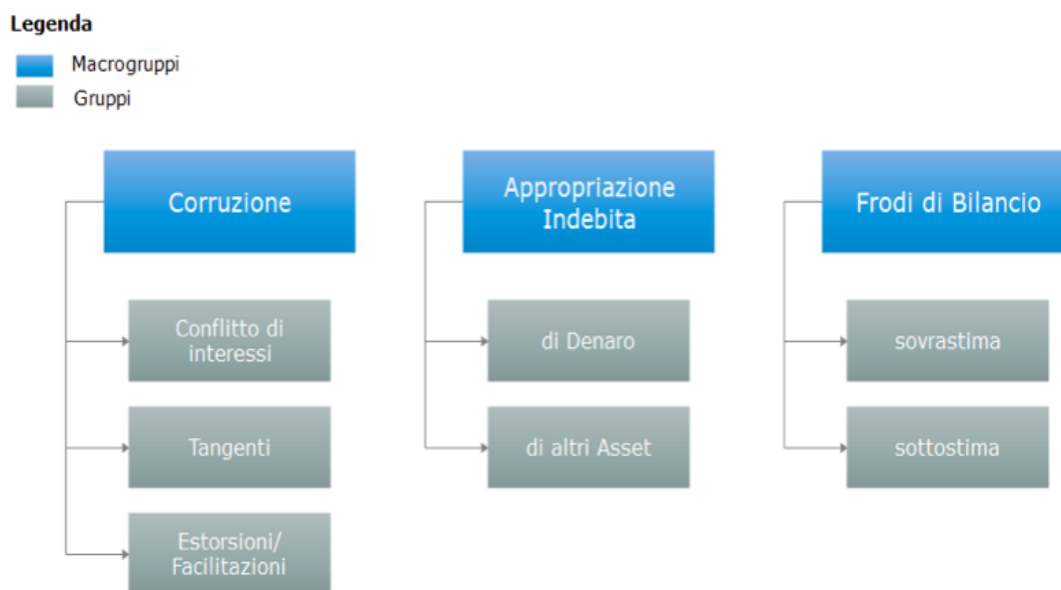 Legenda
Macrogruppi
Gruppi
Corruzione
Appropriazione
Indebita
Frodi di Bilancio
Conflitto di
interessi
di Denaro
sovrastima
Tangenti
di altri Asset
sottostima
Estorsioni/
Facilitazioni